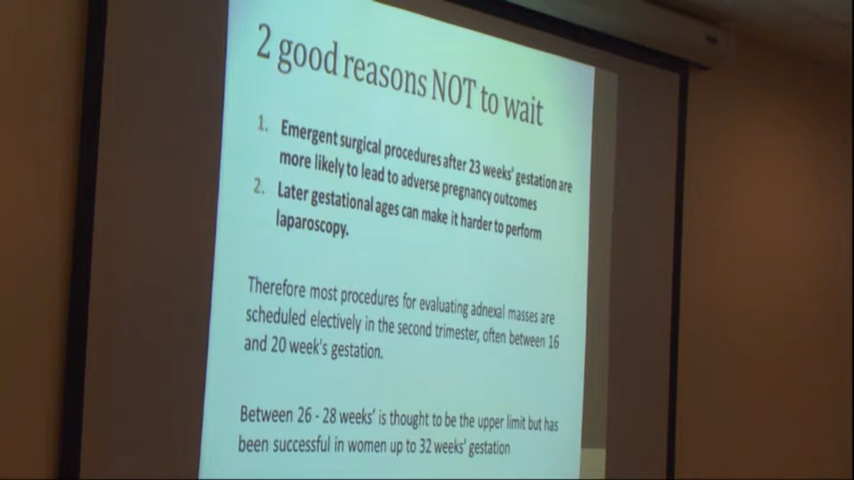 2 good reasons NOT to wait
1. Emergent surgical procedures after 23 weeks' gestation are
more likely to lead to adverse pregnancy outcomes
2. Later gestational ages can make it harder to perform
laparoscopy.
Therefore most procedures for evaluating adnexal masses are
scheduled electively in the second trimester, often between 16
and 20 week's gestation.
Between 26 - 28 weeks' is thought to be the upper limit but has
been successful in women up to 32 weeks' gestation